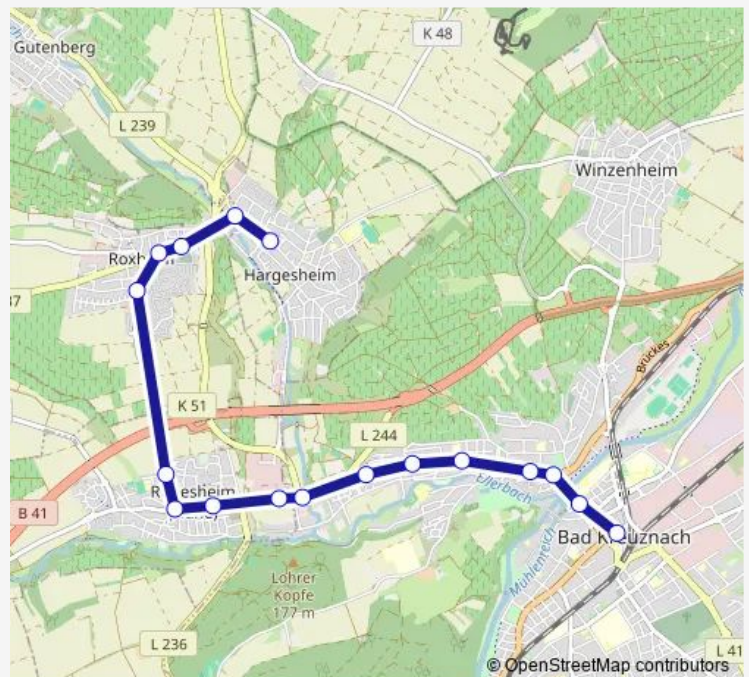 Gutenberg
K 48
L 239
Winzenheim
Hargesheim
Brückes
K 51
L 244
Ellerbach
B 41
Bad Kreuznach
Mühlenteich
Lohrer
Kopfe
177 m
L 236
L 41
© OpenStreetMap contributors